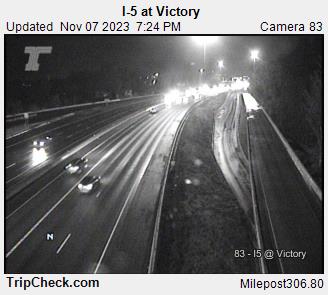 I-5 at Victory
Updated Nov 07 2023 7:24 PM Camera 83
T
N
83 - I5 @ Victory
TripCheck.com Milepost306.80